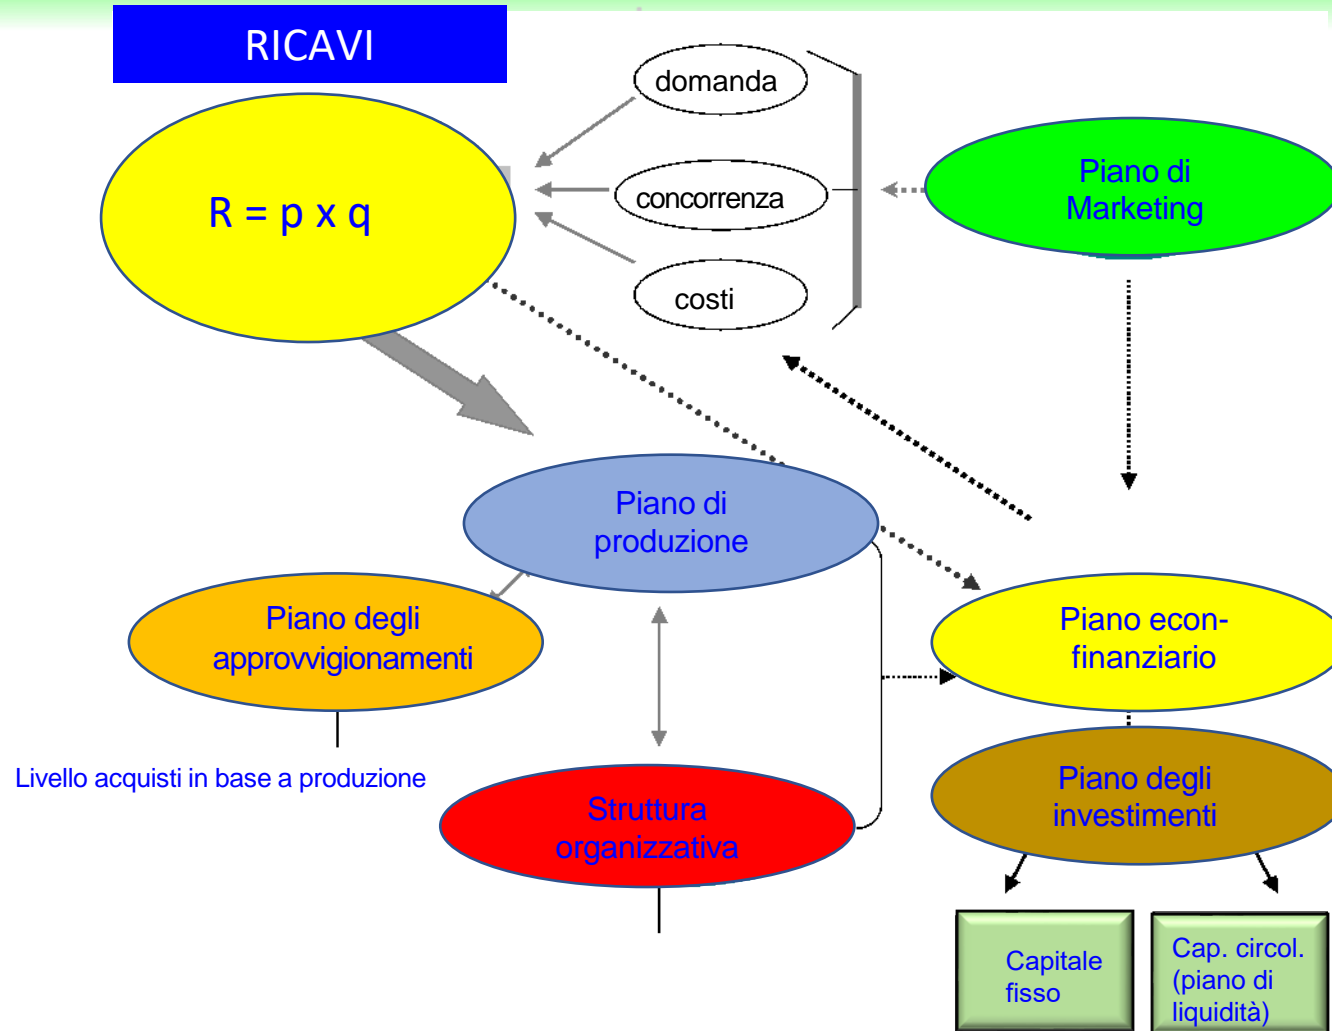 RICAVI
domanda
R = p x q
concorrenza
costi
Piano di
Marketing
Piano di
produzione
Piano degli
approvvigionamenti
Piano econ-
finanziario
Livello acquisti in base a produzione
Struttura
organizzativa
Piano degli
investimenti
Capitale
fisso
Cap. circol.
(piano di
liquidità)